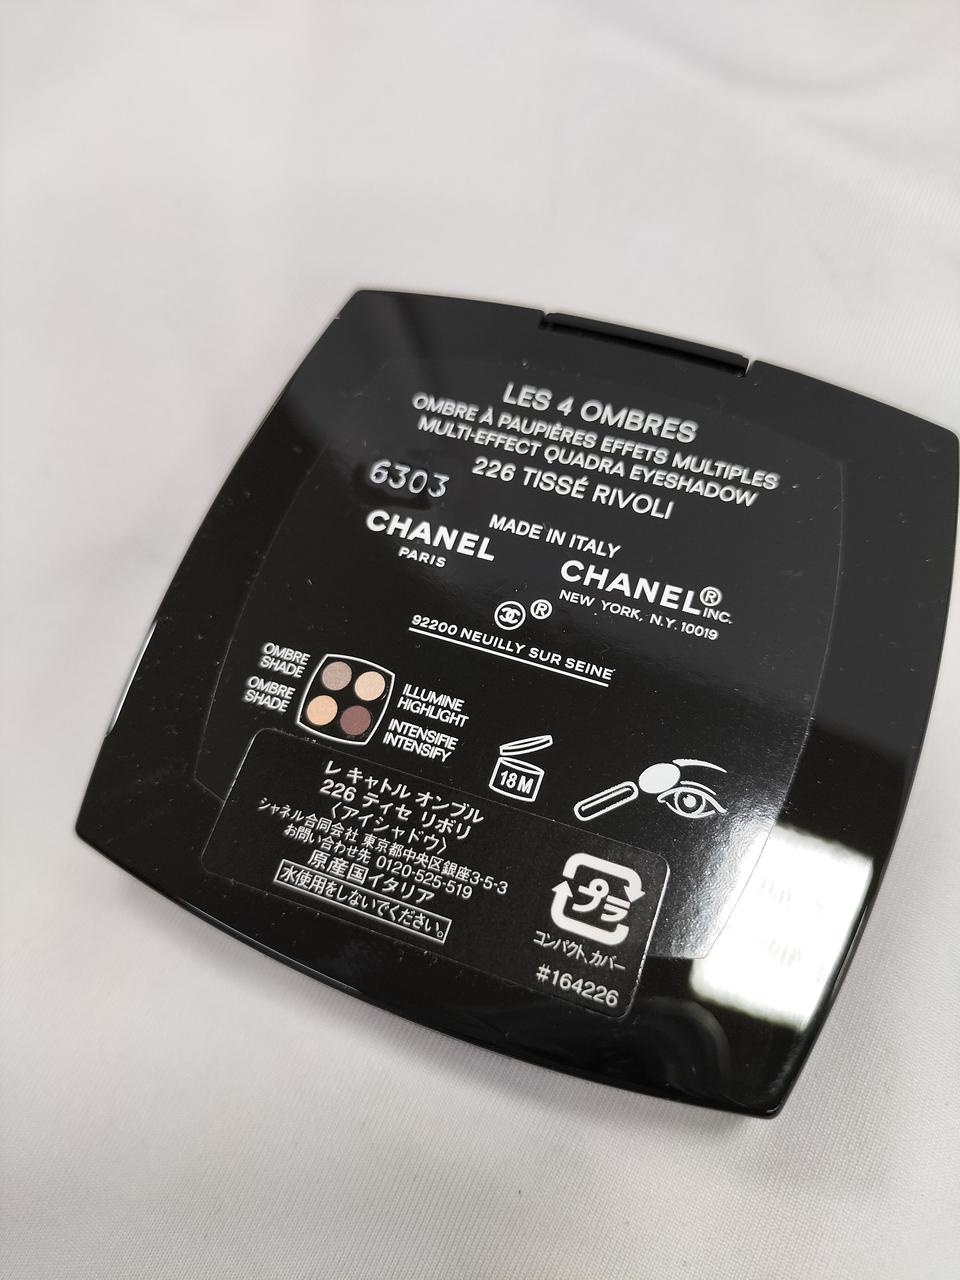 LES 4 OMBRES
OMBRE À PAUPIÈRES EFFETS MULTIPLES
MULTI-EFFECT QUADRA EYESHADOW
226 TISSÉ RIVOLI
6303
MADE IN ITALY
CHANEL
PARIS
CHANEL® INC.
NEW YORK, N.Y. 10019
®
92200 NEUILLY SUR SEINE
OMBRE
SHADE
OMBRE
SHADE
ILLUMINE
HIGHLIGHT
INTENSIFIE
INTENSIFY
18M
レ キャトル オンブル
226 ティセ リボリ
〈アイシャドウ〉
シャネル合同会社 東京都中央区銀座3-5-3
お問い合わせ先 0120-525-519
原産国イタリア
水使用をしないでください。
プラ
コンパクト、カバー
#164226